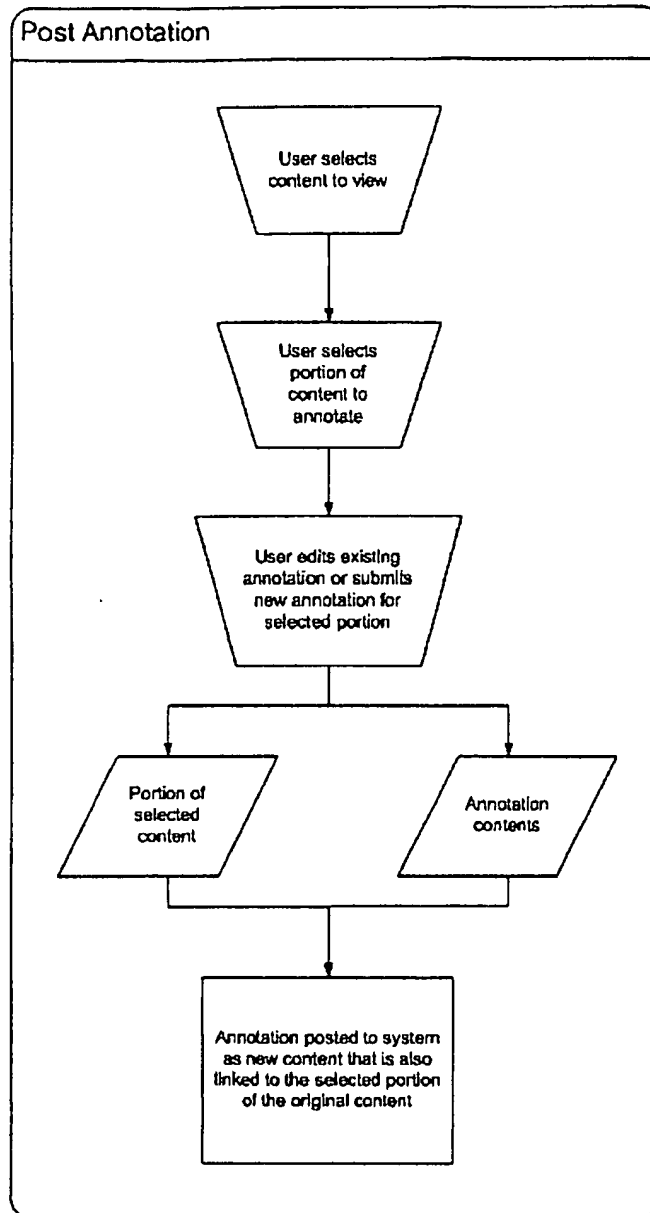 Post Annotation
User selects
content to view
User selects
portion of
content to
annotate
User edits existing
annotation or submits
new annotation for
selected portion
Portion of
selected
content
Annotation
contents
Annotation posted to system
as new content that is also
linked to the selected portion
of the original content